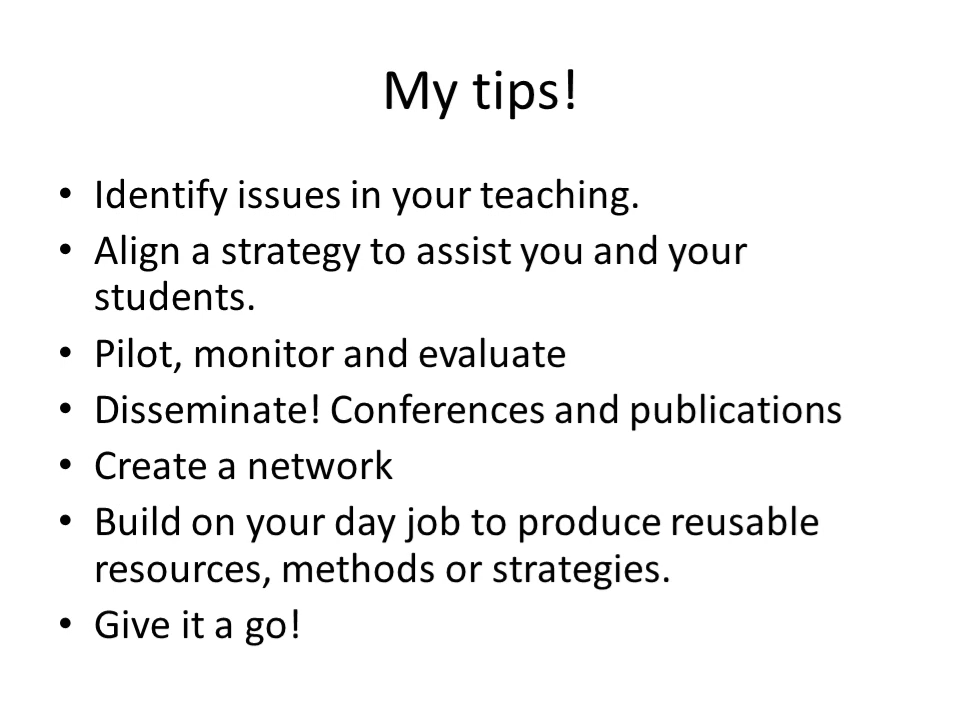 My tips!
• Identify issues in your teaching.
• Align a strategy to assist you and your
students.
• Pilot, monitor and evaluate
• Disseminate! Conferences and publications
• Create a network
• Build on your day job to produce reusable
resources, methods or strategies.
• Give it a go!